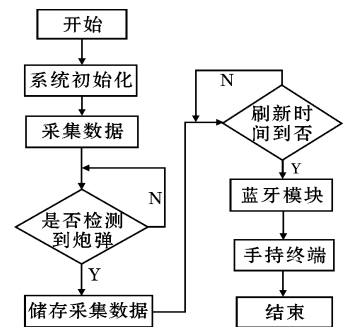 开始
系统初始化
采集数据
是否检测
到炮弹
N
Y
储存采集数据
N
刷新时
间到否
Y
蓝牙模块
手持终端
结束